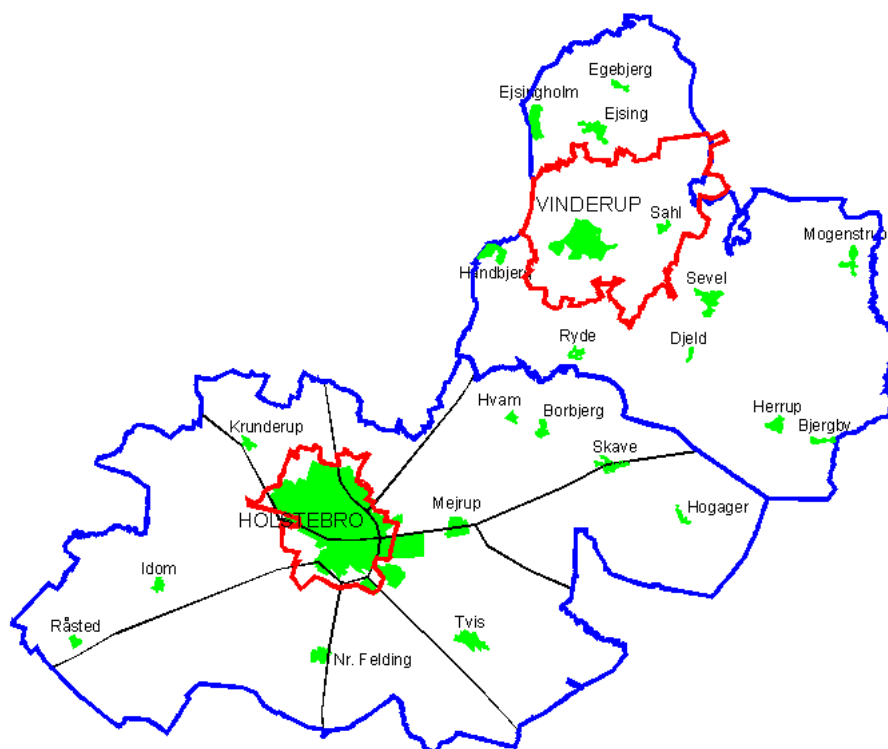 Egebjerg
Ejsingholm
Ejsing
VINDERUP
Sahl
Mogenstrup
Handbjerg
Sevel
Ryde
Djeld
Hvam
Borbjerg
Herrup
Bjergby
Krunderup
Skave
Mejrup
Hogager
HOLSTEBRO
Idom
Råsted
Tvis
Nr. Felding